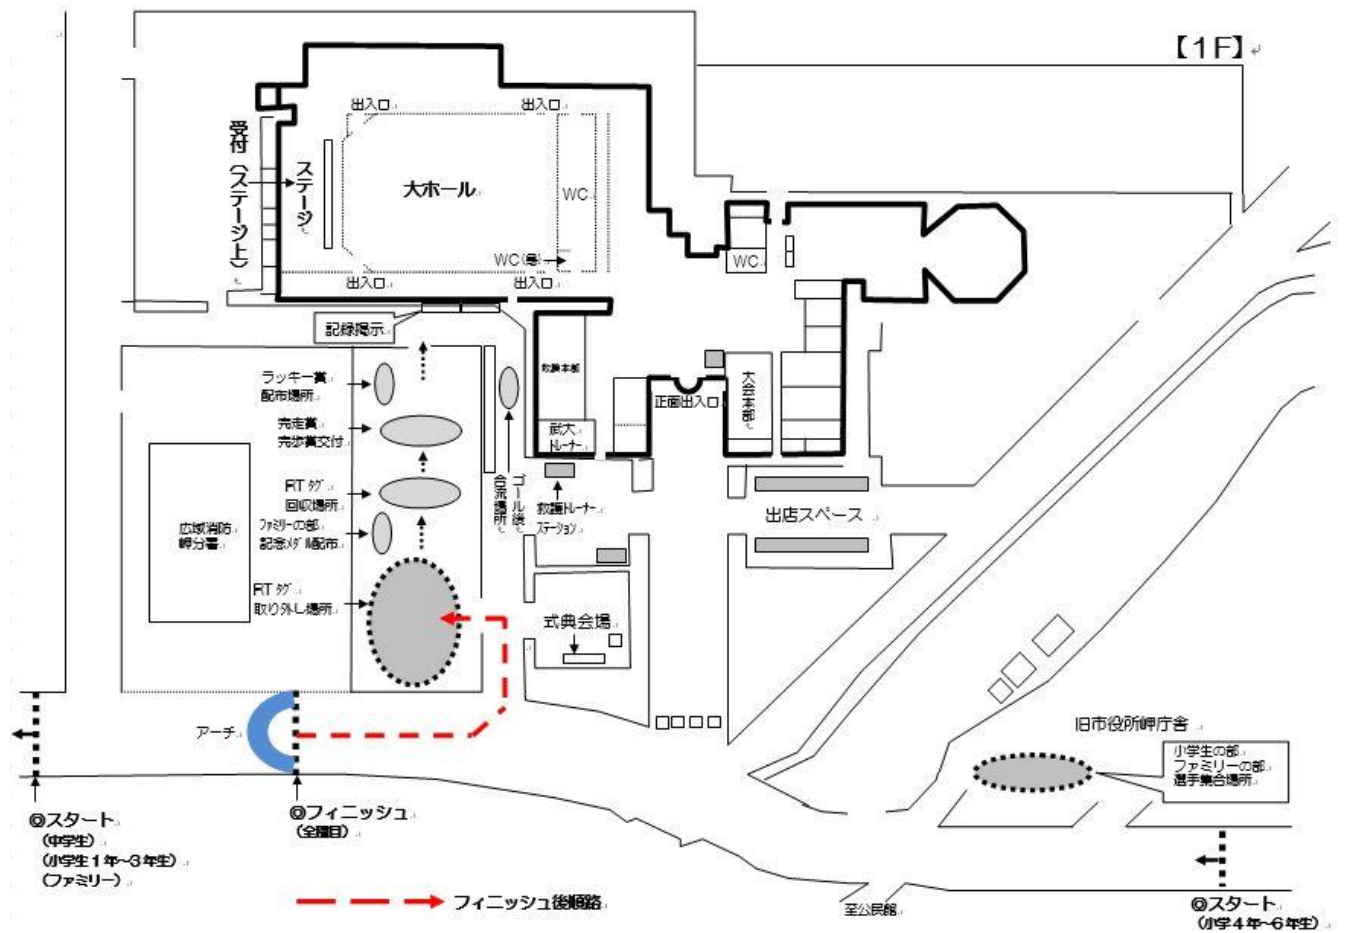 【１Ｆ】
出入口
出入口
受付（ステージ上）
ステージ
大ホール
WC
WC
出入口
出入口
記録掲示
ラッキー賞
配布場所
救護本部
正面出入口
大会本部
完走賞
完歩賞交付
武大
トレーナー
RTタグ
回収場所
ゴール後
合流場所
救護トレーナー
ステーション
出店スペース
広域消防
岬分署
ファミリーの部
記念メダル配布
RTタグ
取り外し場所
式典会場
アーチ
旧市役所岬庁舎
小学生の部
ファミリーの部
選手集合場所
◎スタート
(中学生)
(小学生１年～３年生)
(ファミリー)
◎フィニッシュ
(全種目)
フィニッシュ後順路
至公民館
◎スタート
(小学４年～６年生)